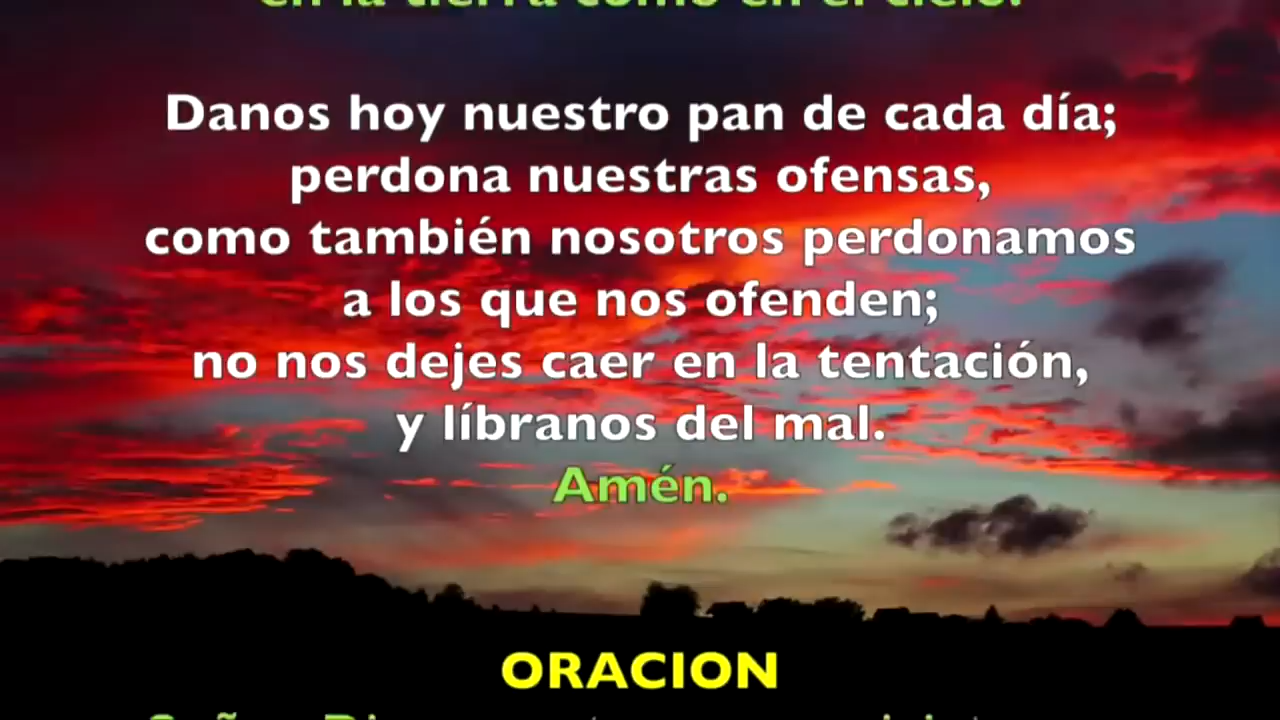 en la tierra como en el cielo.
Danos hoy nuestro pan de cada día;
perdona nuestras ofensas,
como también nosotros perdonamos
a los que nos ofenden;
no nos dejes caer en la tentación,
y líbranos del mal.
Amén.
ORACION